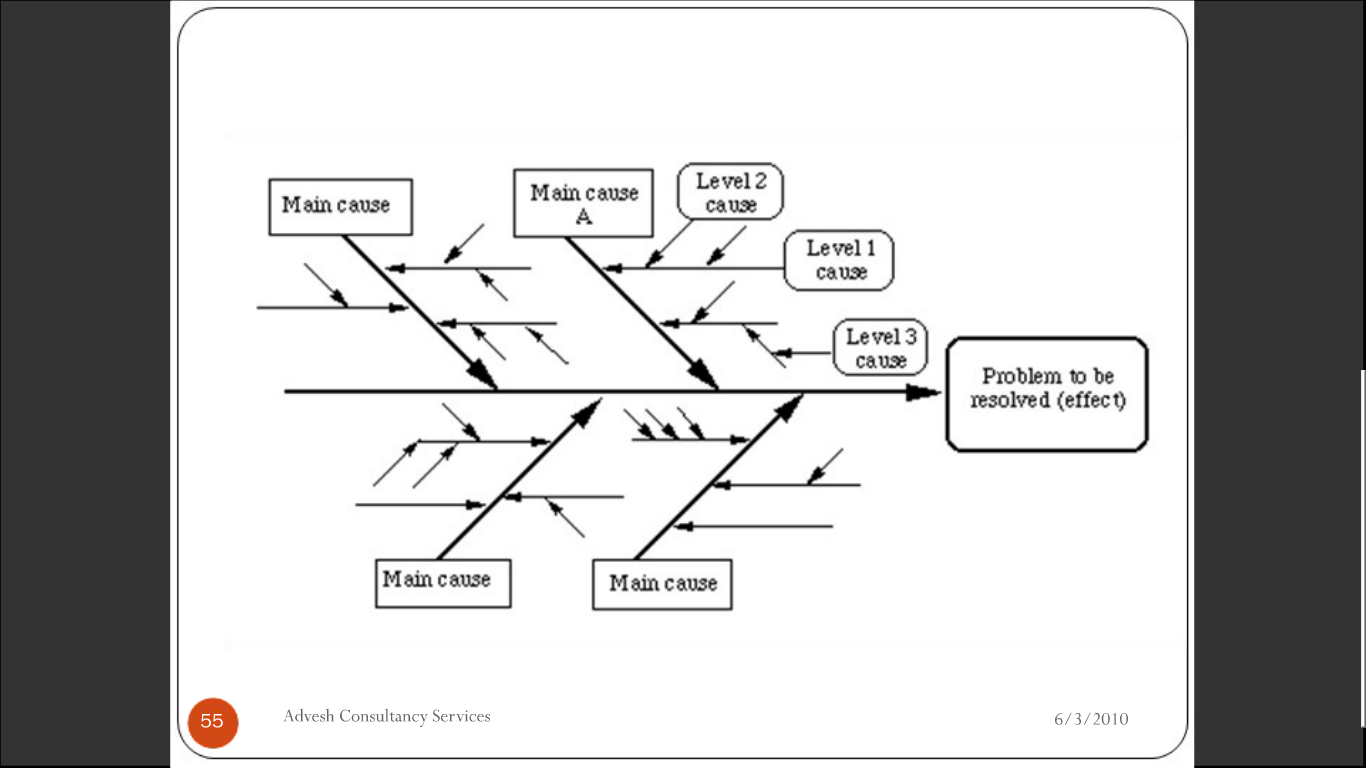 Main cause
Main cause
A
Level 2
cause
Level 1
cause
Level 3
cause
Problem to be
resolved (effect)
Main cause
Main cause
55
Advesh Consultancy Services
6/3/2010